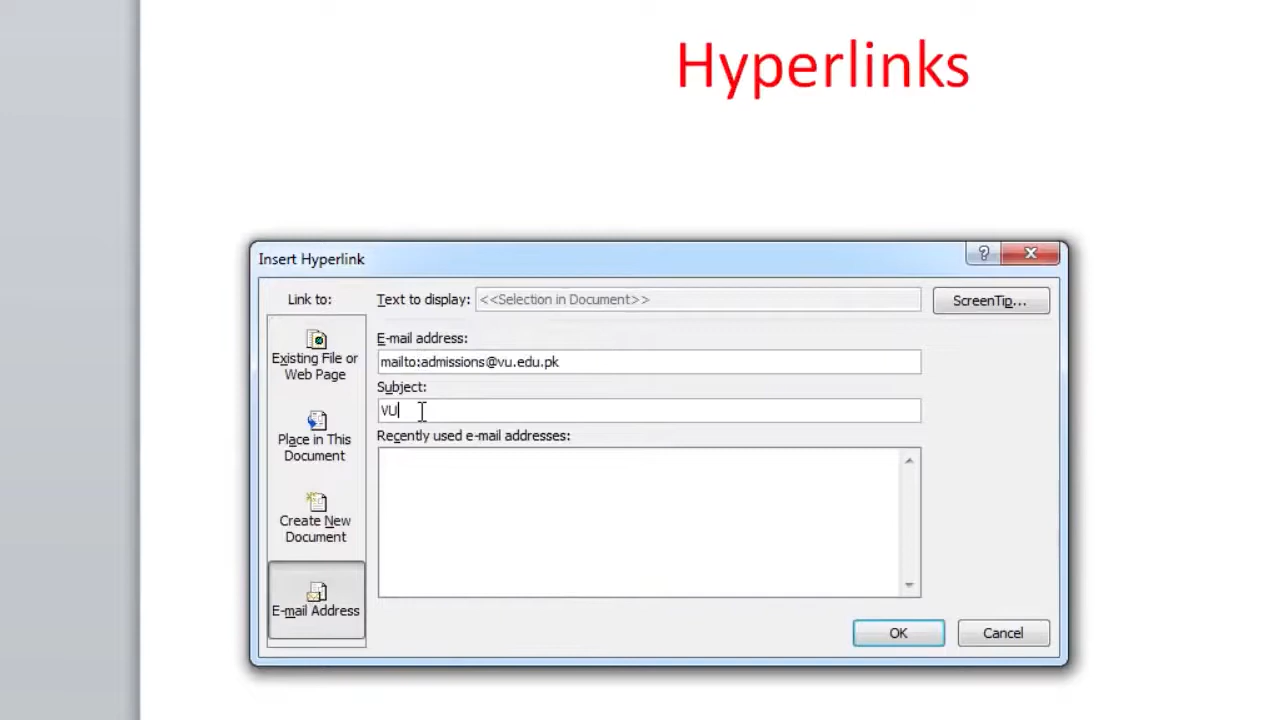 Hyperlinks
Insert Hyperlink
?
Link to:
Text to display: <<Selection in Document>>
ScreenTip...
Existing File or
Web Page
Place in This
Document
Create New
Document
E-mail Address
E-mail address:
mailto:admissions@vu.edu.pk
Subject:
VU
Recently used e-mail addresses:
OK
Cancel